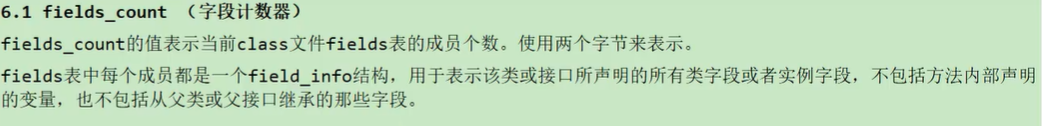 6.1 fields_count （字段计数器）
fields_count的值表示当前class文件fields表的成员个数。使用两个字节来表示。
fields表中每个成员都是一个field_info结构，用于表示该类或接口所声明的所有类字段或者实例字段，不包括方法内部声明
的变量，也不包括从父类或父接口继承的那些字段。